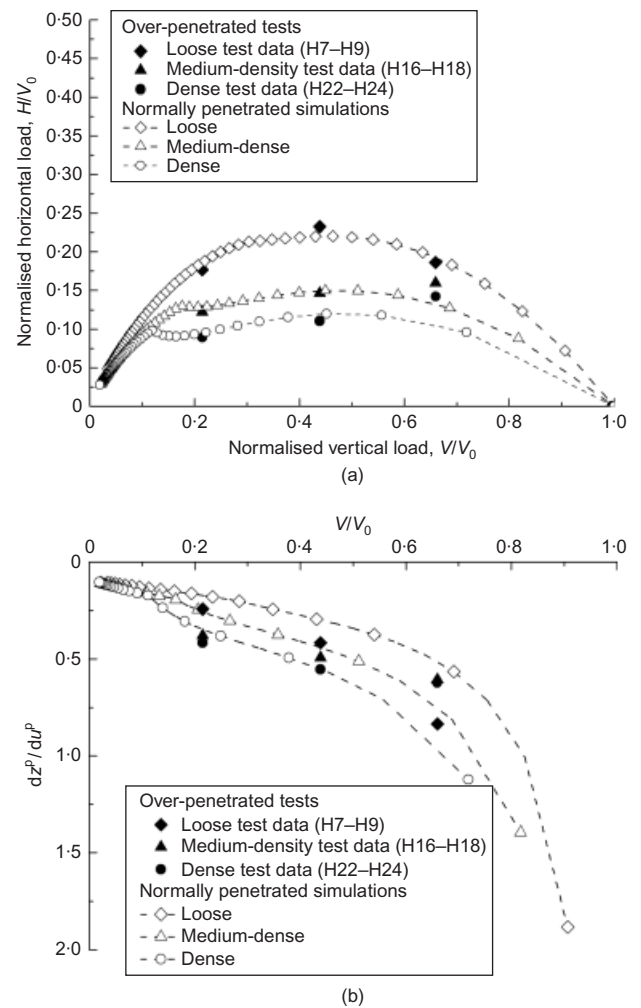 0·50
0·45
0·40
0·35
0·30
0·25
0·20
0·15
0·10
0·05
0
Normalised horizontal load, H/V₀
Over-penetrated tests
Loose test data (H7–H9)
Medium-density test data (H16–H18)
Dense test data (H22–H24)
Normally penetrated simulations
Loose
Medium-dense
Dense
0 0·2 0·4 0·6 0·8 1·0
Normalised vertical load, V/V₀
(a)
V/V₀
0 0·2 0·4 0·6 0·8 1·0
0
0·5
1·0
1·5
2·0
dzᵖ/duᵖ
Over-penetrated tests
Loose test data (H7–H9)
Medium-density test data (H16–H18)
Dense test data (H22–H24)
Normally penetrated simulations
Loose
Medium-dense
Dense
(b)